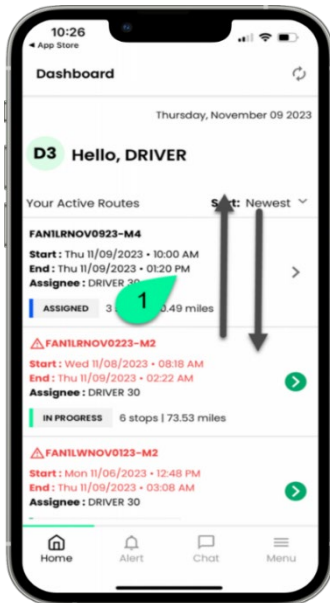 10:26
◀ App Store
Dashboard
Thursday, November 09 2023
D3 Hello, DRIVER
Your Active Routes
Newest
FAN1LRNOV0923-M4
Start : Thu 11/09/2023 • 10:00 AM
End : Thu 11/09/2023 • 01:20 PM
Assignee : DRIVER
1
ASSIGNED 3 0.49 miles
FAN1LRNOV0223-M2
Start : Wed 11/08/2023 • 08:18 AM
End : Thu 11/09/2023 • 02:22 AM
Assignee : DRIVER 30
IN PROGRESS 6 stops | 73.53 miles
FAN1LWNOV0123-M2
Start : Mon 11/06/2023 • 12:48 PM
End : Thu 11/09/2023 • 03:08 AM
Assignee : DRIVER 30
Home Alert Chat Menu